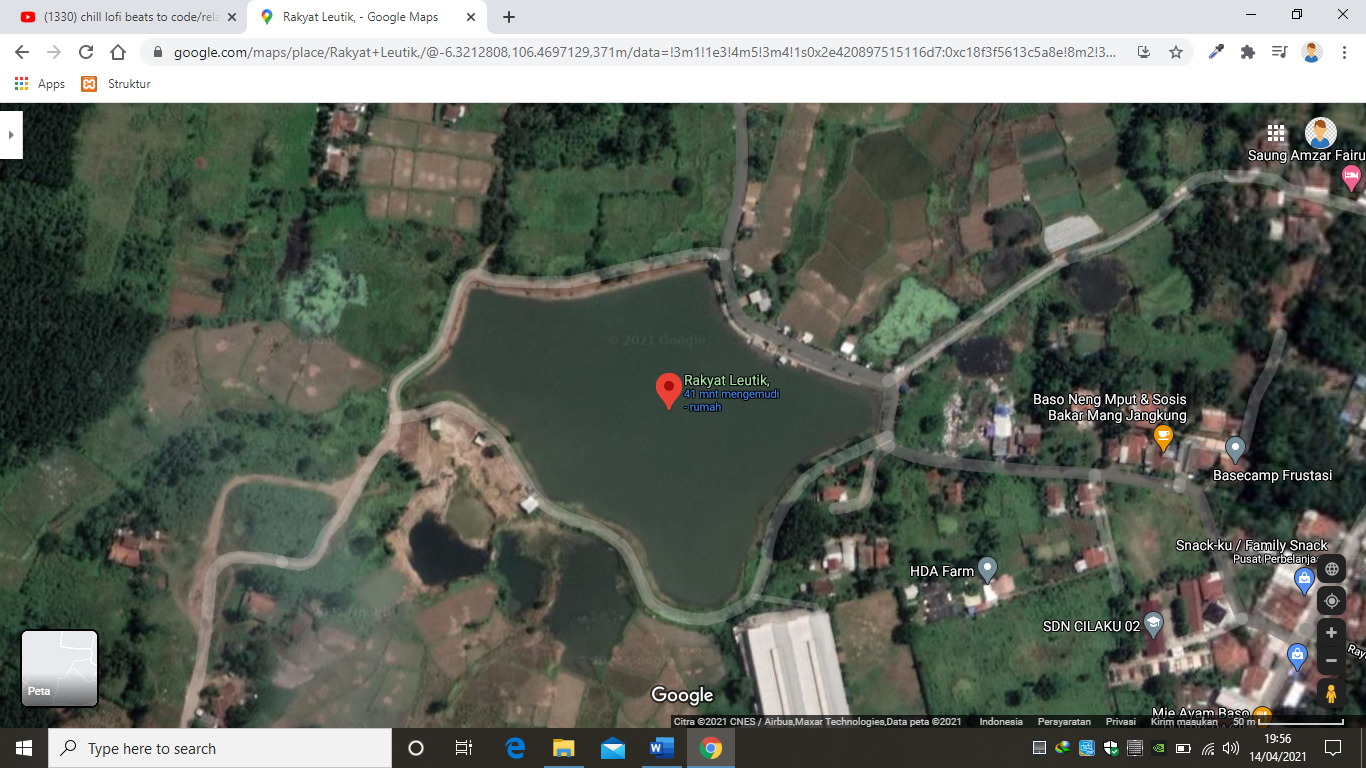 (1330) chill lofi beats to code/rela
Rakyat Leutik, - Google Maps
google.com/maps/place/Rakyat+Leutik,/@-6.3212808,106.4697129,371m/data=!3m1!1e3!4m5!3m4!1s0x2e420897515116d7:0xc18f3f5613c5a8e!8m2!3...
Apps
Struktur
Saung Amzar Fairu
© 2021 Google
Rakyat Leutik,
41 mnt mengemudi
- rumah
Baso Neng Mput & Sosis
Bakar Mang Jangkung
Basecamp Frustasi
Snack-ku / Family Snack
Pusat Perbelanja
HDA Farm
SDN CILAKU 02
Raya
Peta
Google
Mie Ayam Baso
Citra ©2021 CNES / Airbus,Maxar Technologies,Data peta ©2021
Indonesia
Persyaratan
Privasi
Kirim masukan
50 m
Type here to search
19:56
14/04/2021